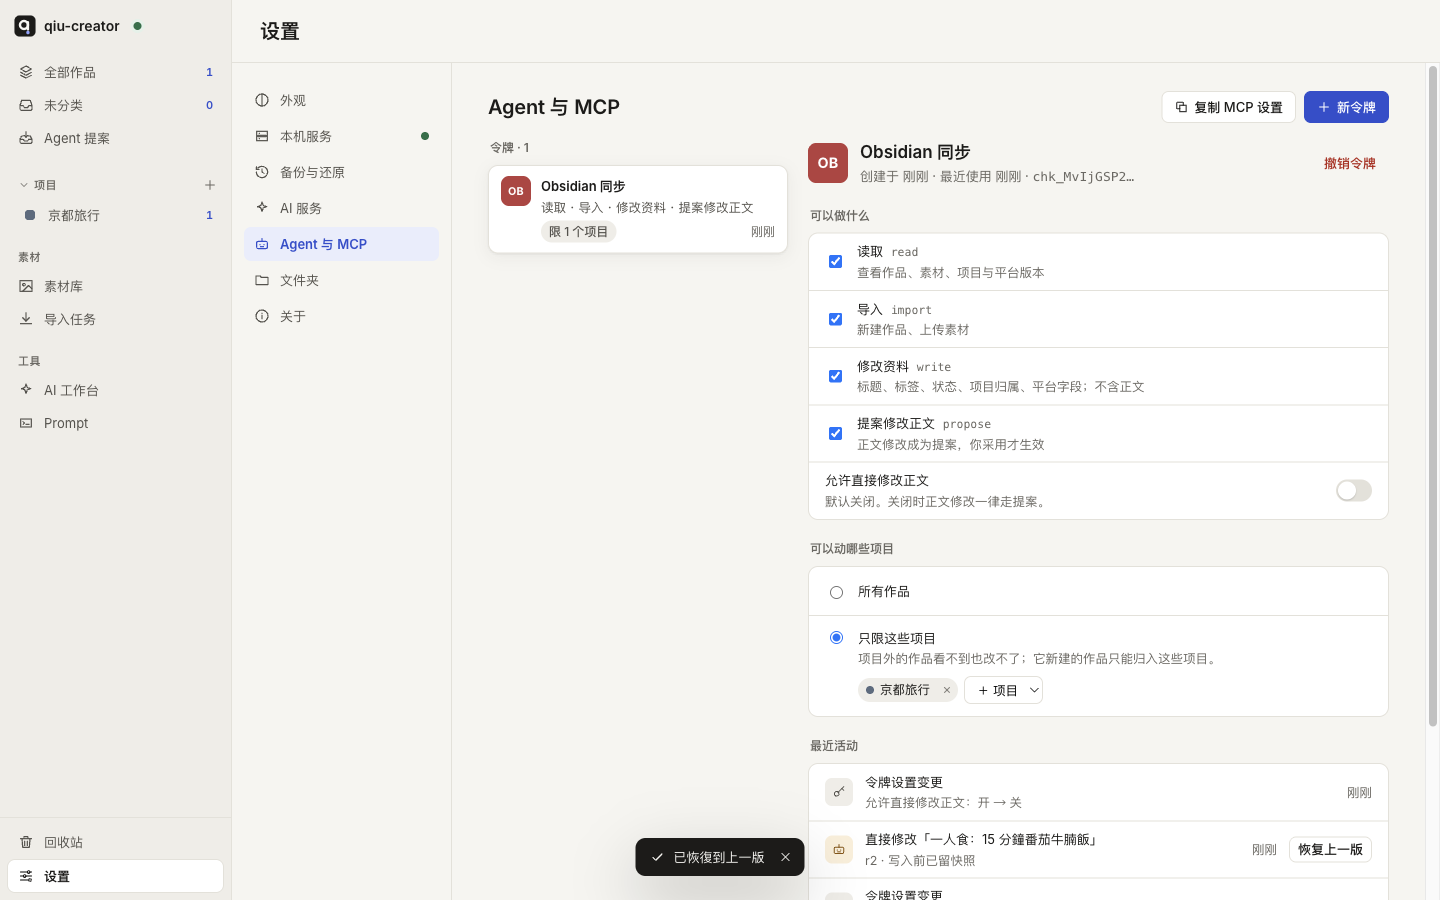 qiu-creator
全部作品 1
未分类 0
Agent 提案
项目
京都旅行 1
素材
素材库
导入任务
工具
AI 工作台
Prompt
回收站
设置
设置
外观
本机服务
备份与还原
AI 服务
Agent 与 MCP
文件夹
关于
Agent 与 MCP
复制 MCP 设置
新令牌
令牌 · 1
OB
Obsidian 同步
读取 · 导入 · 修改资料 · 提案修改正文
限 1 个项目
刚刚
OB
Obsidian 同步
创建于 刚刚 · 最近使用 刚刚 · chk_MvIjGSP2…
撤销令牌
可以做什么
读取 read
查看作品、素材、项目与平台版本
导入 import
新建作品、上传素材
修改资料 write
标题、标签、状态、项目归属、平台字段；不含正文
提案修改正文 propose
正文修改成为提案，你采用才生效
允许直接修改正文
默认关闭。关闭时正文修改一律走提案。
可以动哪些项目
所有作品
只限这些项目
项目外的作品看不到也改不了；它新建的作品只能归入这些项目。
京都旅行 ×
+ 项目
最近活动
令牌设置变更
允许直接修改正文：开 → 关
刚刚
直接修改「一人食：15 分鐘番茄牛腩飯」
r2 · 写入前已留快照
刚刚
恢复上一版
令牌设置变更
已恢復到上一版